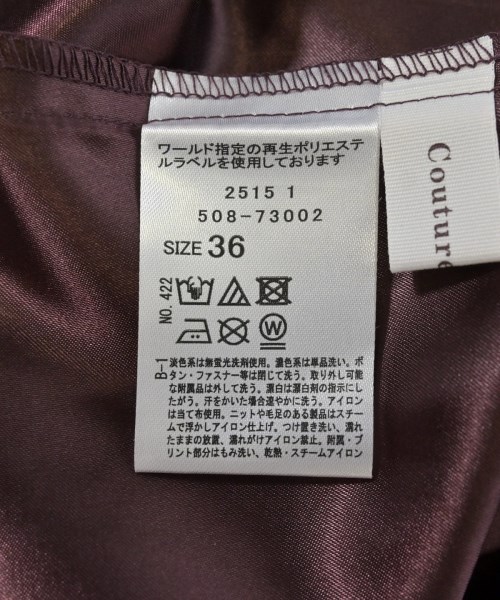 ワールド指定の再生ポリエステ
ルラベルを使用しております
2515 1
508-73002
SIZE 36
NO. 422
W
B-1
淡色系は無蛍光洗剤使用。濃色系は単品洗い。ボ
タン・ファスナー等は閉じて洗う。取り外し可能
な附属品は外して洗う。漂白は漂白剤の指示にし
たがう。汗をかいた場合速やかに洗う。アイロン
は当て布使用。ニットや毛足のある製品はスチー
ムで浮かしアイロン仕上げ。つけ置き洗い、濡れ
たままの放置、濡れがけアイロン禁止。附属・プ
リント部分はもみ洗い、乾熱・スチームアイロン
Couture